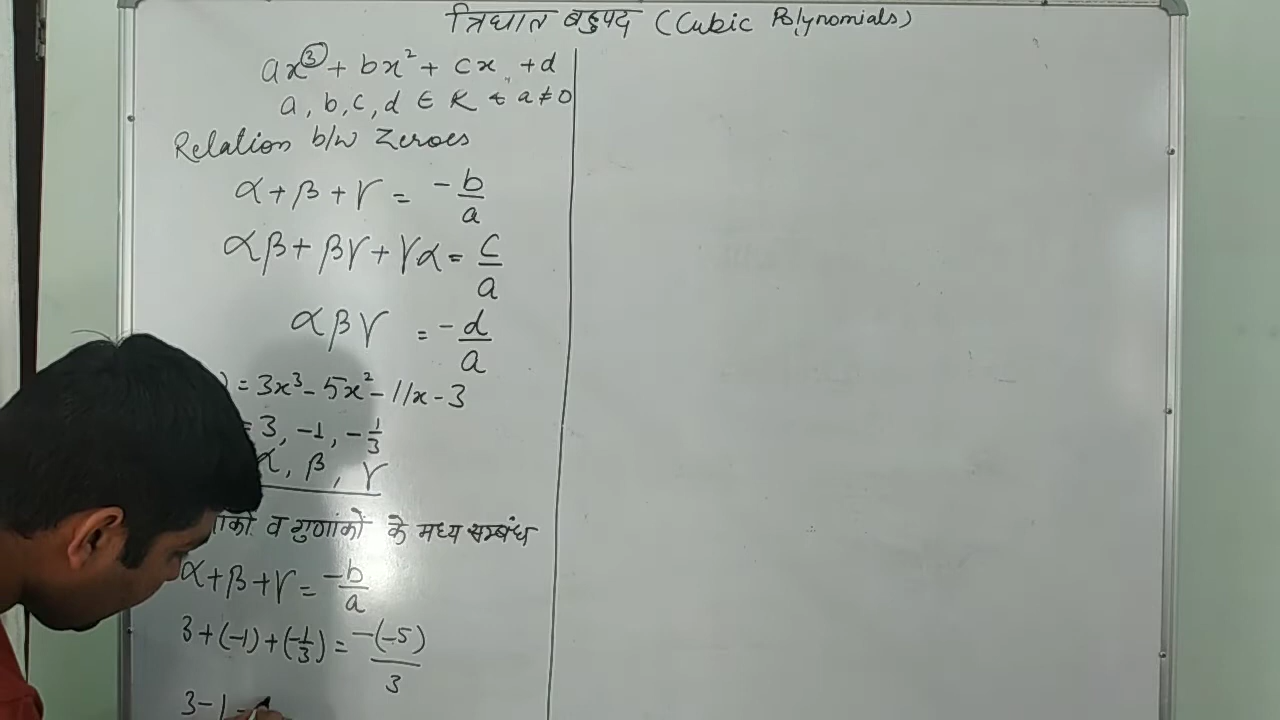 त्रिघात बहुपद (Cubic Polynomials)
ax³ + bx² + cx + d
a, b, c, d ∈ R & a ≠ 0
Relation b/w Zeroes
α + β + γ = -b/a
αβ + βγ + γα = c/a
αβγ = -d/a
) = 3x³ - 5x² - 11x - 3
= 3, -1, -1/3
α, β, γ
व गुणांकों के मध्य सम्बंध
α + β + γ = -b/a
3 + (-1) + (-1/3) = -(-5)/3
3 - 1 -